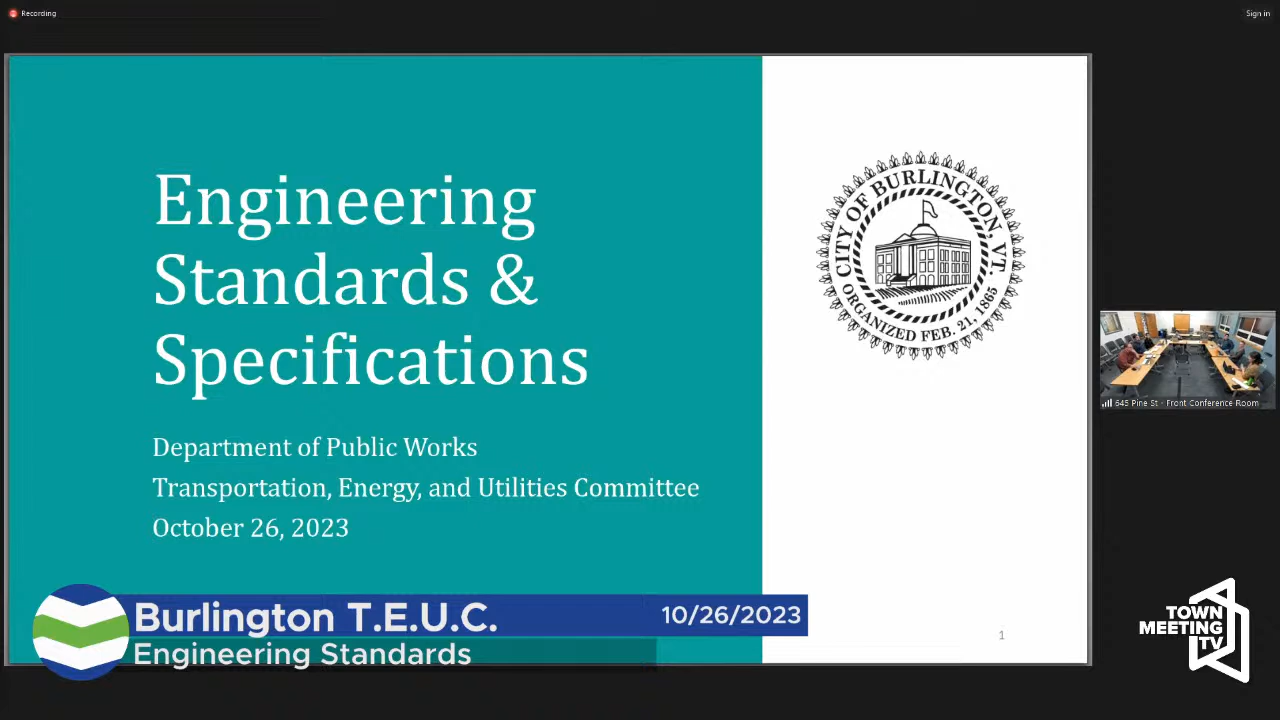 Recording
Sign in
Engineering
Standards &
Specifications
Department of Public Works
Transportation, Energy, and Utilities Committee
October 26, 2023
CITY OF BURLINGTON, VT.
ORGANIZED FEB. 21, 1865
645 Pine St - Front Conference Room
Burlington T.E.U.C.
10/26/2023
Engineering Standards
1
TOWN
MEETING
TV